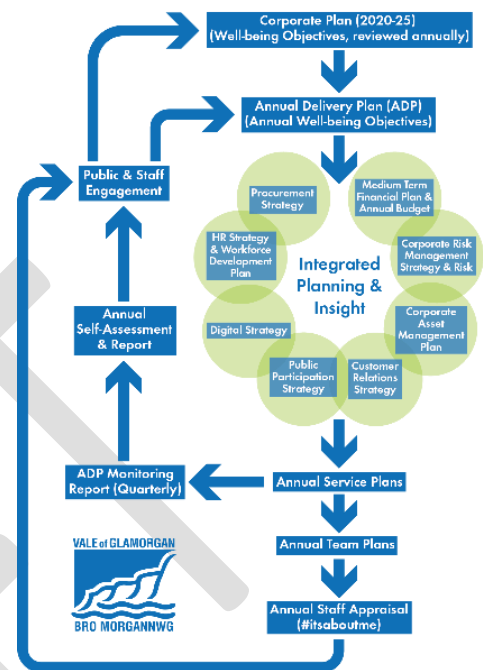 Corporate Plan (2020-25)
(Well-being Objectives, reviewed annually)
Annual Delivery Plan (ADP)
(Annual Well-being Objectives)
Public & Staff
Engagement
Procurement
Strategy
Medium Term
Financial Plan &
Annual Budget
HR Strategy
& Workforce
Development
Plan
Integrated
Planning &
Insight
Corporate Risk
Management
Strategy & Risk
Annual
Self-Assessment
& Report
Digital Strategy
Corporate
Asset
Management
Plan
Public
Participation
Strategy
Customer
Relations
Strategy
ADP Monitoring
Report (Quarterly)
Annual Service Plans
Annual Team Plans
Annual Staff Appraisal
(#itsaboutme)
VALE of GLAMORGAN
BRO MORGANNWG